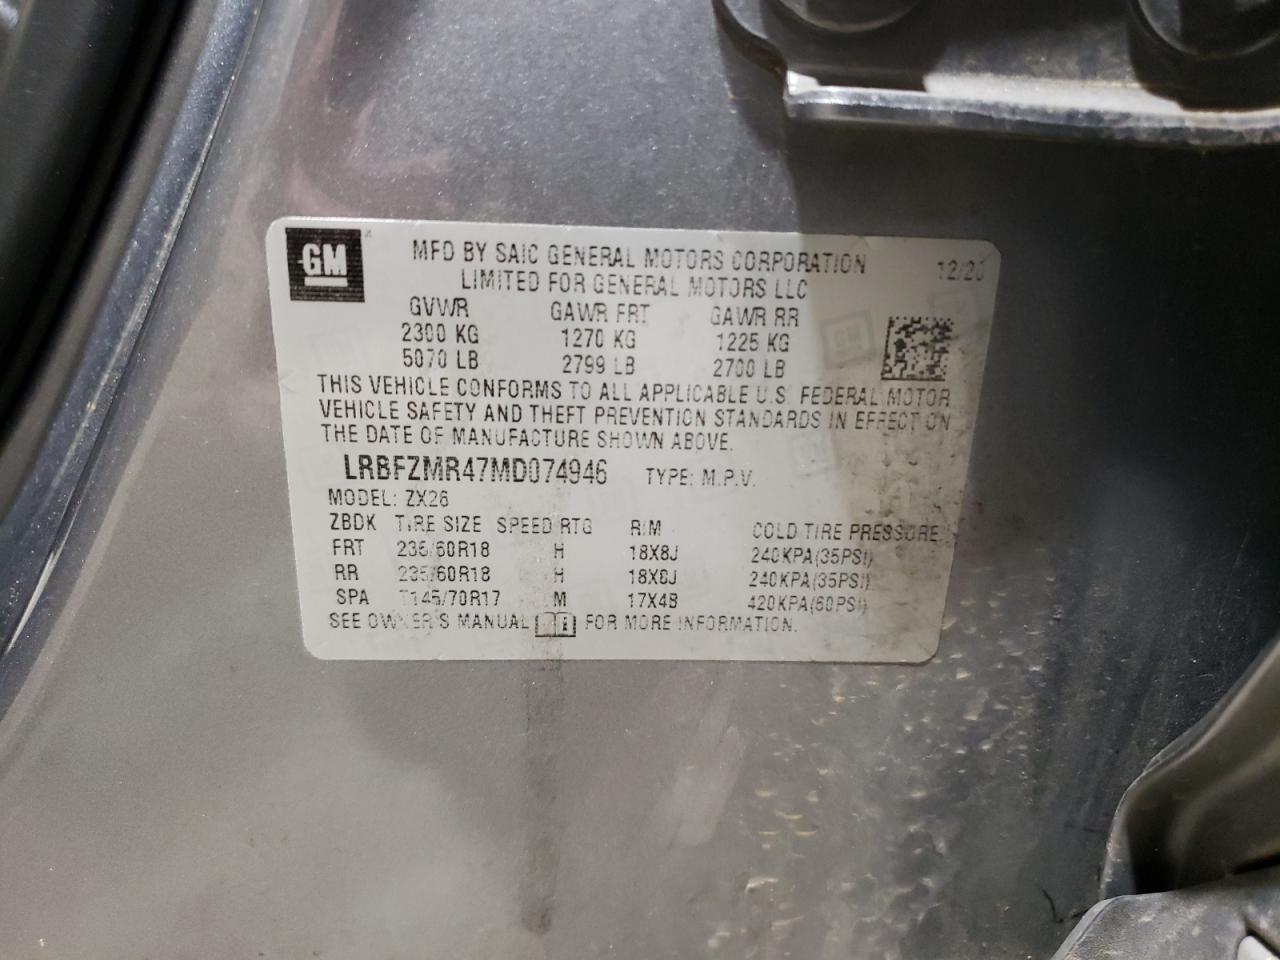 GM
MFD BY SAIC GENERAL MOTORS CORPORATION 12/20
LIMITED FOR GENERAL MOTORS LLC
GVWR GAWR FRT GAWR RR
2300 KG 1270 KG 1225 KG
5070 LB 2799 LB 2700 LB
THIS VEHICLE CONFORMS TO ALL APPLICABLE U.S. FEDERAL MOTOR
VEHICLE SAFETY AND THEFT PREVENTION STANDARDS IN EFFECT ON
THE DATE OF MANUFACTURE SHOWN ABOVE.
LRBFZMR47MD074946 TYPE: M.P.V.
MODEL: ZX26
ZBDK TIRE SIZE SPEED RTG RIM COLD TIRE PRESSURE
FRT 235/60R18 H 18X8J 240KPA(35PSI)
RR 235/60R18 H 18X8J 240KPA(35PSI)
SPA T145/70R17 M 17X4B 420KPA(60PSI)
SEE OWNER'S MANUAL FOR MORE INFORMATION.